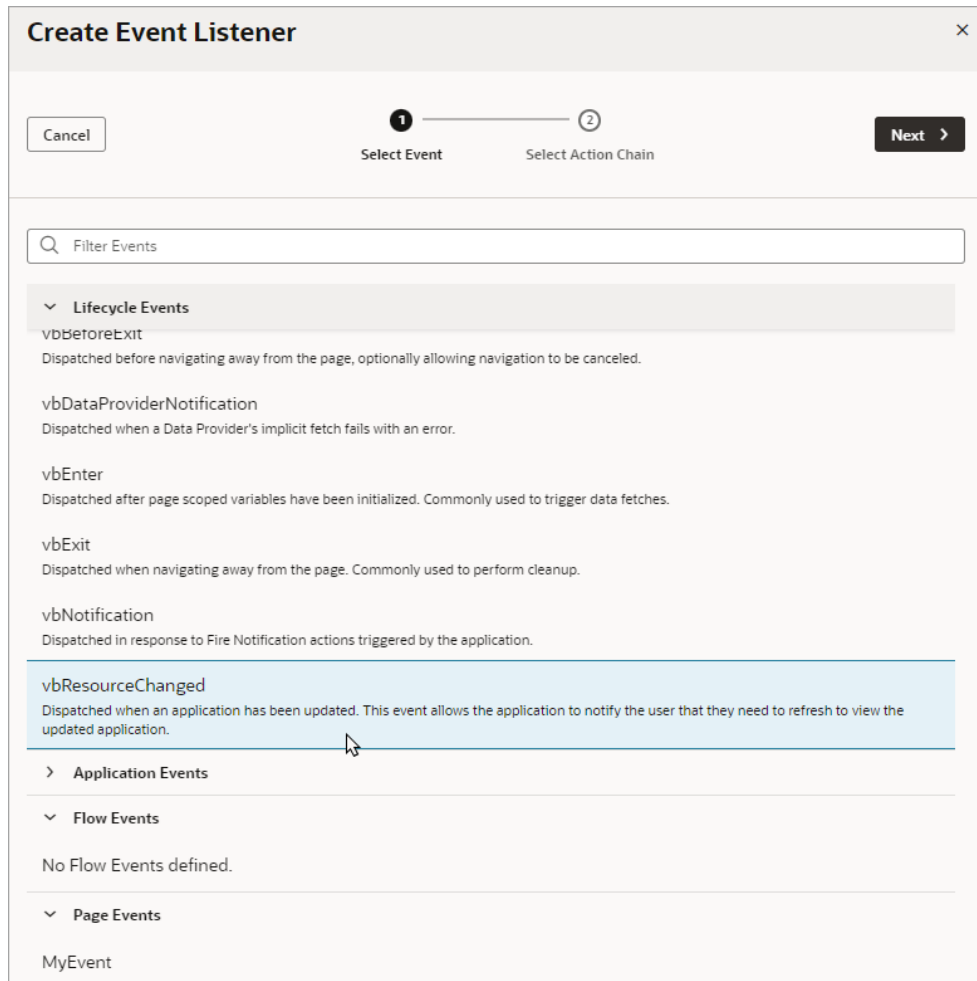 Create Event Listener
Cancel
1
2
Next
Select Event
Select Action Chain
Filter Events
Lifecycle Events
vbBeforeExit
Dispatched before navigating away from the page, optionally allowing navigation to be canceled.
vbDataProviderNotification
Dispatched when a Data Provider's implicit fetch fails with an error.
vbEnter
Dispatched after page scoped variables have been initialized. Commonly used to trigger data fetches.
vbExit
Dispatched when navigating away from the page. Commonly used to perform cleanup.
vbNotification
Dispatched in response to Fire Notification actions triggered by the application.
vbResourceChanged
Dispatched when an application has been updated. This event allows the application to notify the user that they need to refresh to view the
updated application.
Application Events
Flow Events
No Flow Events defined.
Page Events
MyEvent